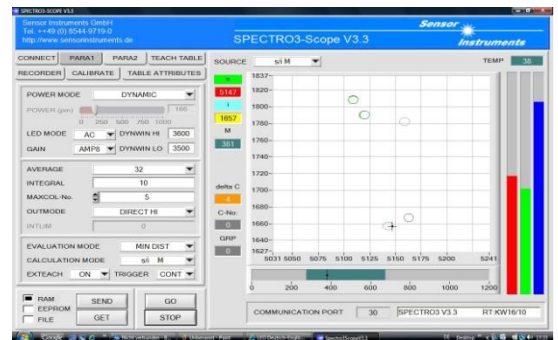 SPECTRO3-SCOPE V3.3
Sensor Instruments GmbH
Tel. ++49 (0) 8544-9719-0
http://www.sensorinstruments.de
SPECTRO3-Scope V3.3
Sensor
Instruments
CONNECT PARA1 PARA2 TEACH TABLE
RECORDER CALIBRATE TABLE ATTRIBUTES
POWER MODE DYNAMIC
POWER (pm) 166
0 250 500 750 1000
LED MODE AC DYNWIN HI 3600
GAIN AMP8 DYNWIN LO 3500
AVERAGE 32
INTEGRAL 10
MAXCOL-No. 5
OUTMODE DIRECT HI
INTLIM 0
EVALUATION MODE MIN DIST
CALCULATION MODE s/i M
EXTEACH ON TRIGGER CONT
RAM
EEPROM
FILE
SEND GO
GET STOP
SOURCE s/i M TEMP 38
s
5147
i
1657
M
381
delta C
4
C-No.
0
GRP
0
1837-
1820-
1800-
1780-
1760-
1740-
1720-
1700-
1680-
1660-
1640-
1627-
5031 5050 5075 5100 5125 5150 5175 5200 5241
0 200 400 600 800 1000 1200
COMMUNICATION PORT 30 SPECTRO3 V3.3 RT KW16/10